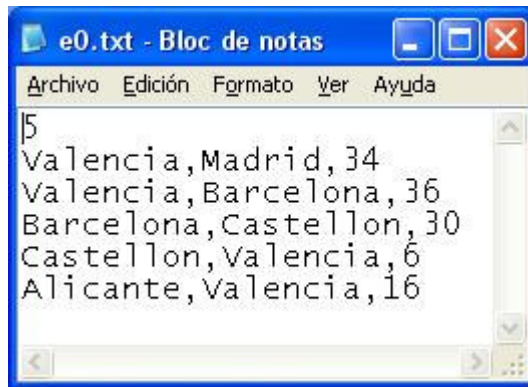 e0.txt - Bloc de notas
Archivo Edición Formato Ver Ayuda
5
Valencia,Madrid,34
Valencia,Barcelona,36
Barcelona,Castellon,30
Castellon,Valencia,6
Alicante,Valencia,16